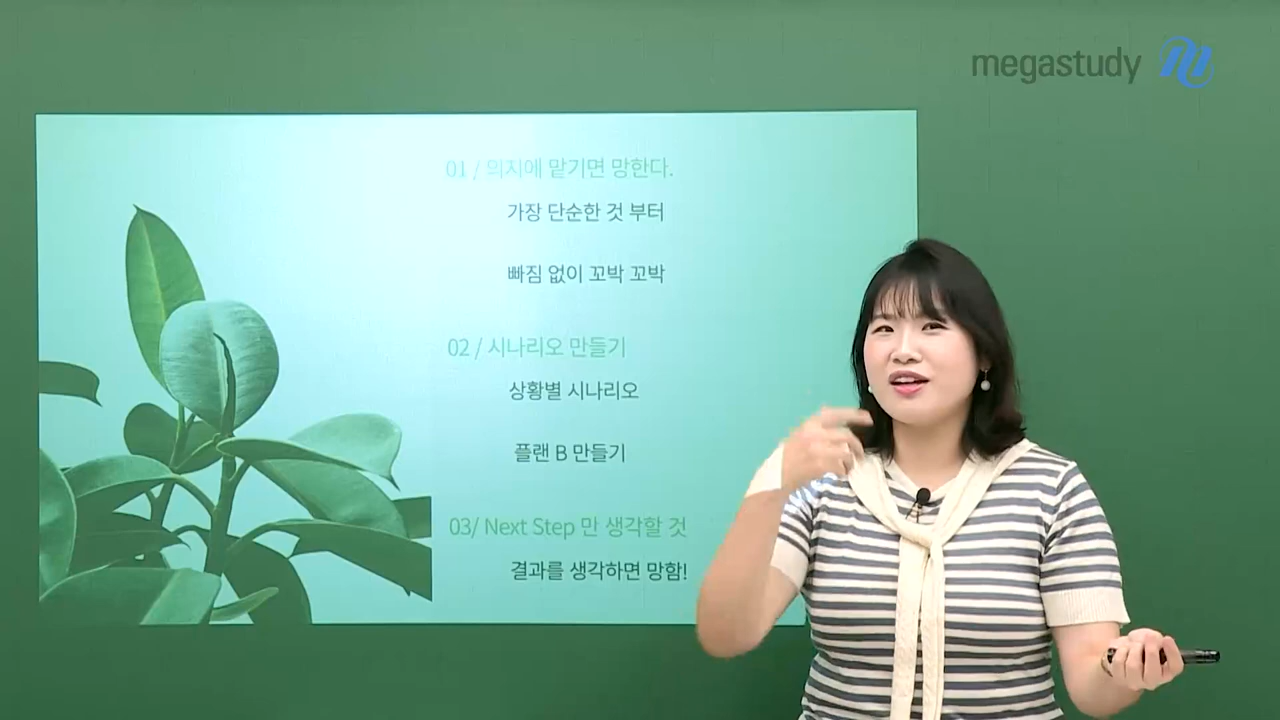 megastudy
01 / 의지에 맡기면 망한다.
가장 단순한 것 부터
빠짐 없이 꼬박 꼬박
02 / 시나리오 만들기
상황별 시나리오
플랜 B 만들기
03/ Next Step 만 생각할 것
결과를 생각하면 망함!